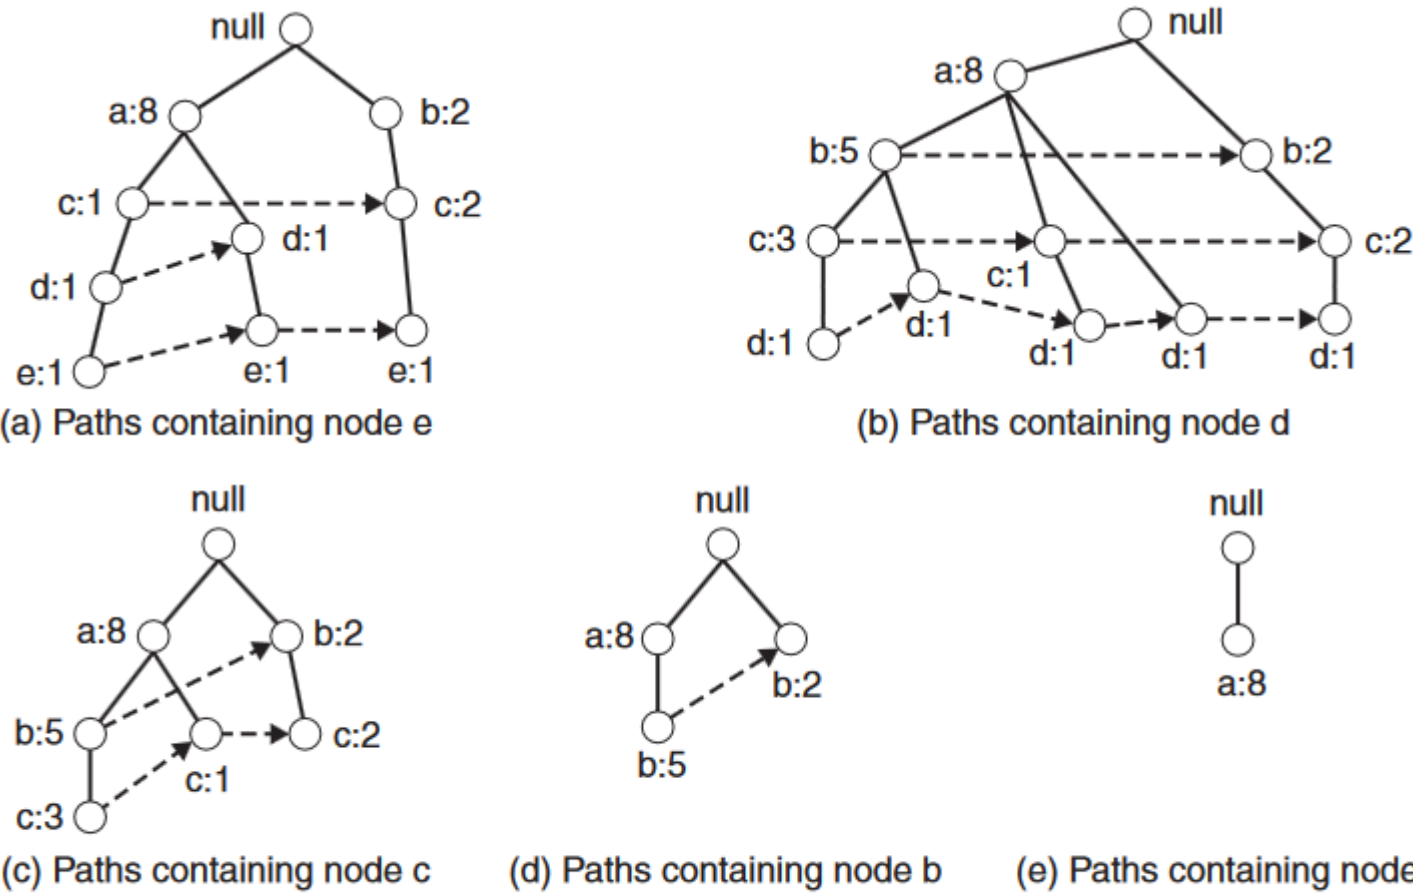 null
a:8
b:2
c:1
c:2
d:1
d:1
e:1
e:1
e:1
(a) Paths containing node e
null
a:8
b:5
b:2
c:3
c:1
c:2
d:1
d:1
d:1
d:1
d:1
(b) Paths containing node d
null
a:8
b:2
b:5
c:1
c:2
c:3
(c) Paths containing node c
null
a:8
b:2
b:5
(d) Paths containing node b
null
a:8
(e) Paths containing node